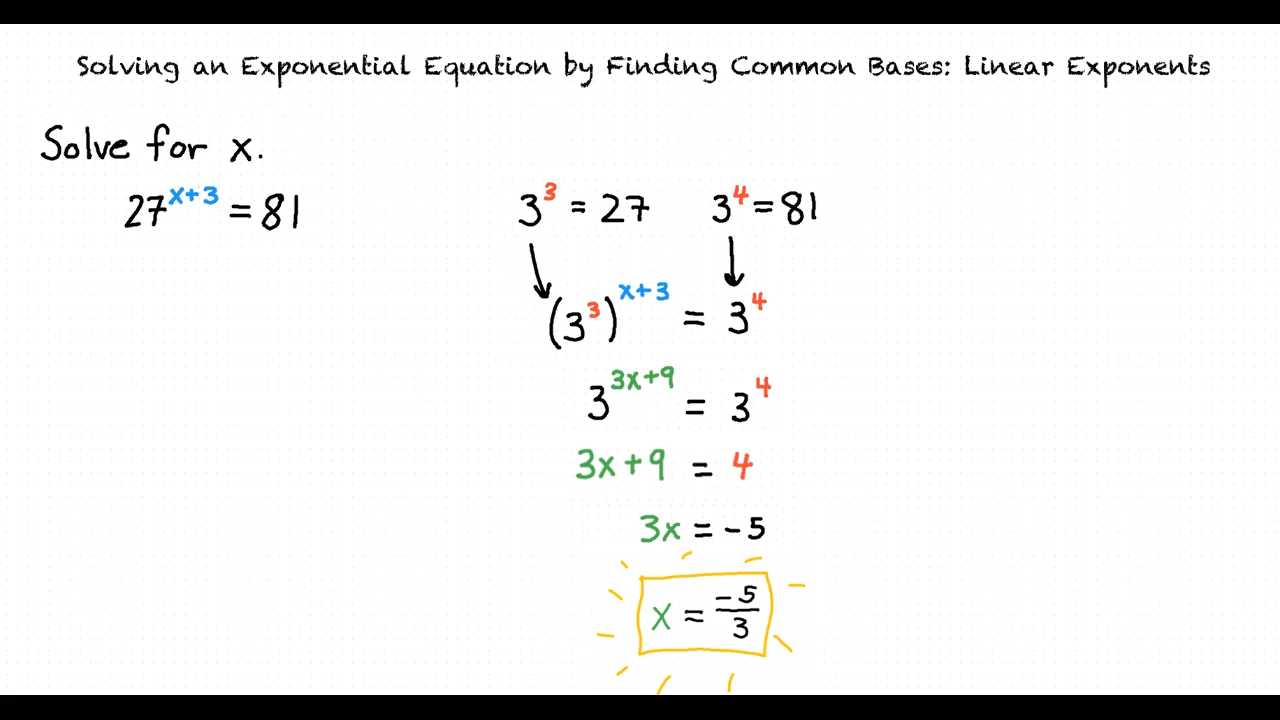 Solving an Exponential Equation by Finding Common Bases: Linear Exponents
Solve for x.
27^(x+3) = 81
3^3 = 27   3^4 = 81
(3^3)^(x+3) = 3^4
3^(3x+9) = 3^4
3x+9 = 4
3x = -5
x = -5/3